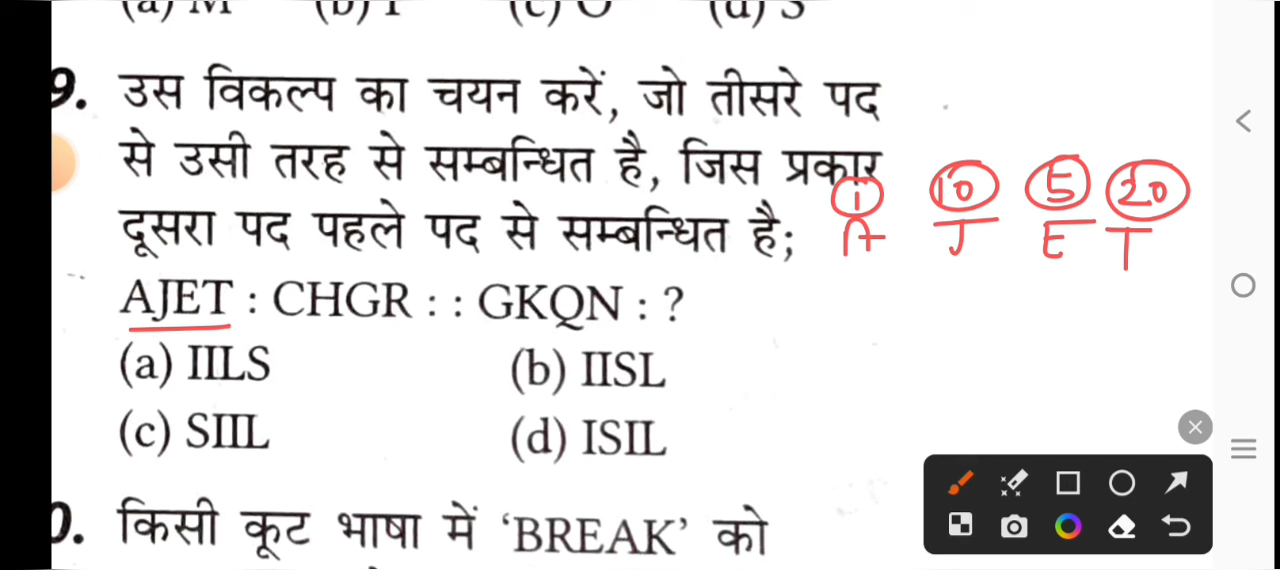 9. उस विकल्प का चयन करें, जो तीसरे पद
से उसी तरह से सम्बन्धित है, जिस प्रकार
दूसरा पद पहले पद से सम्बन्धित है;
1 10 5 20
A J E T
AJET : CHGR : : GKQN : ?
(a) IILS (b) IISL
(c) SIIL (d) ISIL
0. किसी कूट भाषा में ‘BREAK’ को